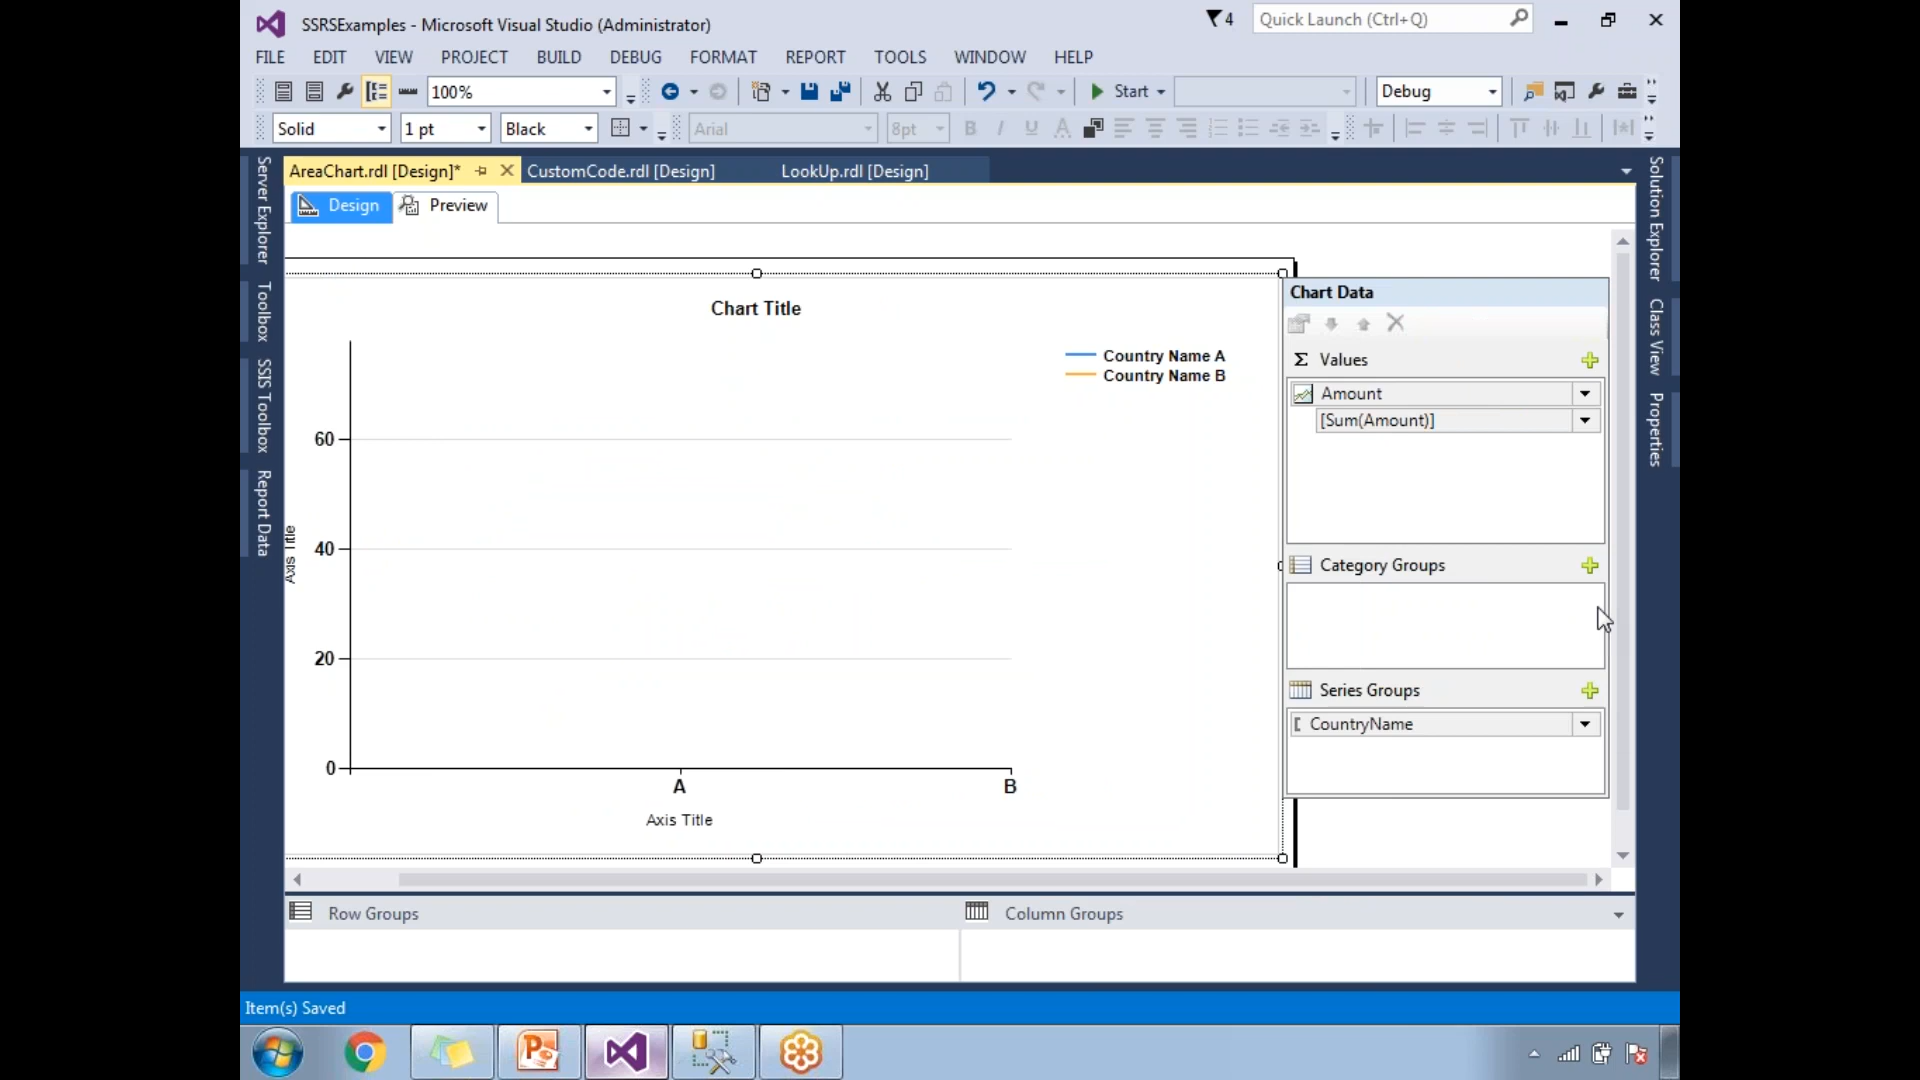 SSRSExamples - Microsoft Visual Studio (Administrator)
4
Quick Launch (Ctrl+Q)
FILE EDIT VIEW PROJECT BUILD DEBUG FORMAT REPORT TOOLS WINDOW HELP
100%
Start
Debug
Solid
1 pt
Black
Arial
8pt
B I U A
AreaChart.rdl [Design]*
CustomCode.rdl [Design]
LookUp.rdl [Design]
Design
Preview
Server Explorer
Toolbox
SSIS Toolbox
Report Data
Solution Explorer
Class View
Properties
Chart Title
Country Name A
Country Name B
60
40
20
0
Axis Title
A
B
Axis Title
Chart Data
Σ Values
Amount
[Sum(Amount)]
Category Groups
Series Groups
CountryName
Row Groups
Column Groups
Item(s) Saved